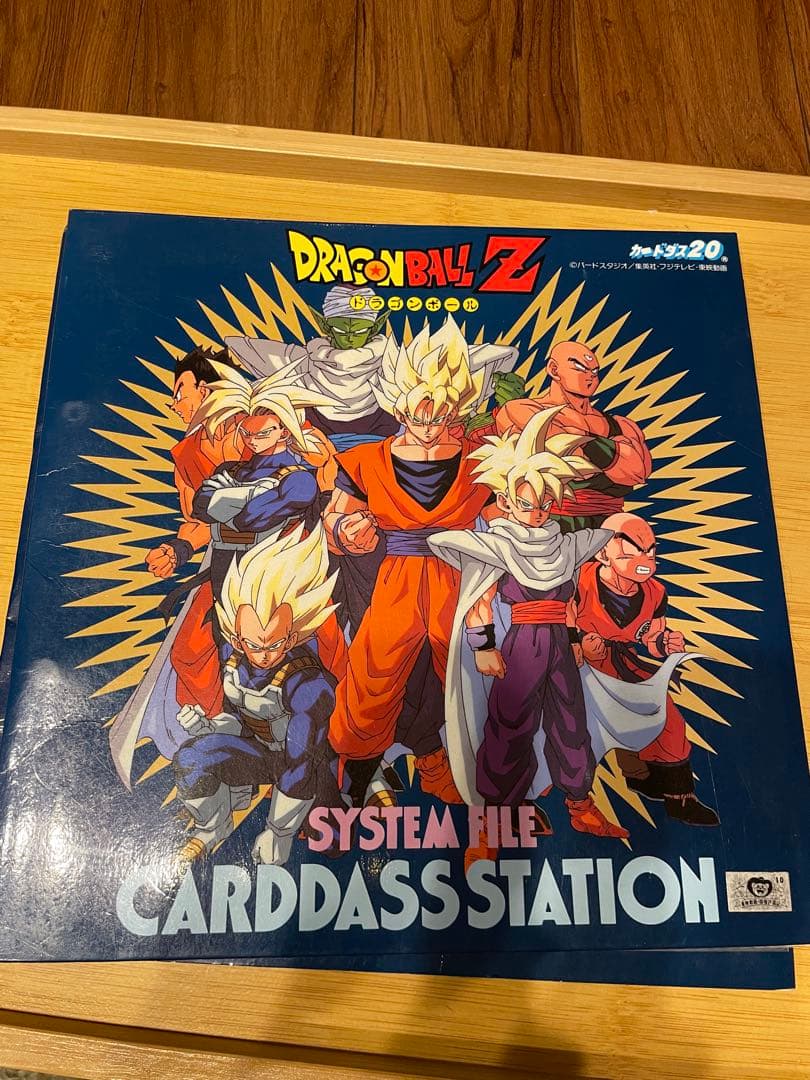 DRAGON BALL Z
ドラゴンボール
カードダス20®
©バードスタジオ/集英社・フジテレビ・東映動画
SYSTEM FILE
CARDDASS STATION
10